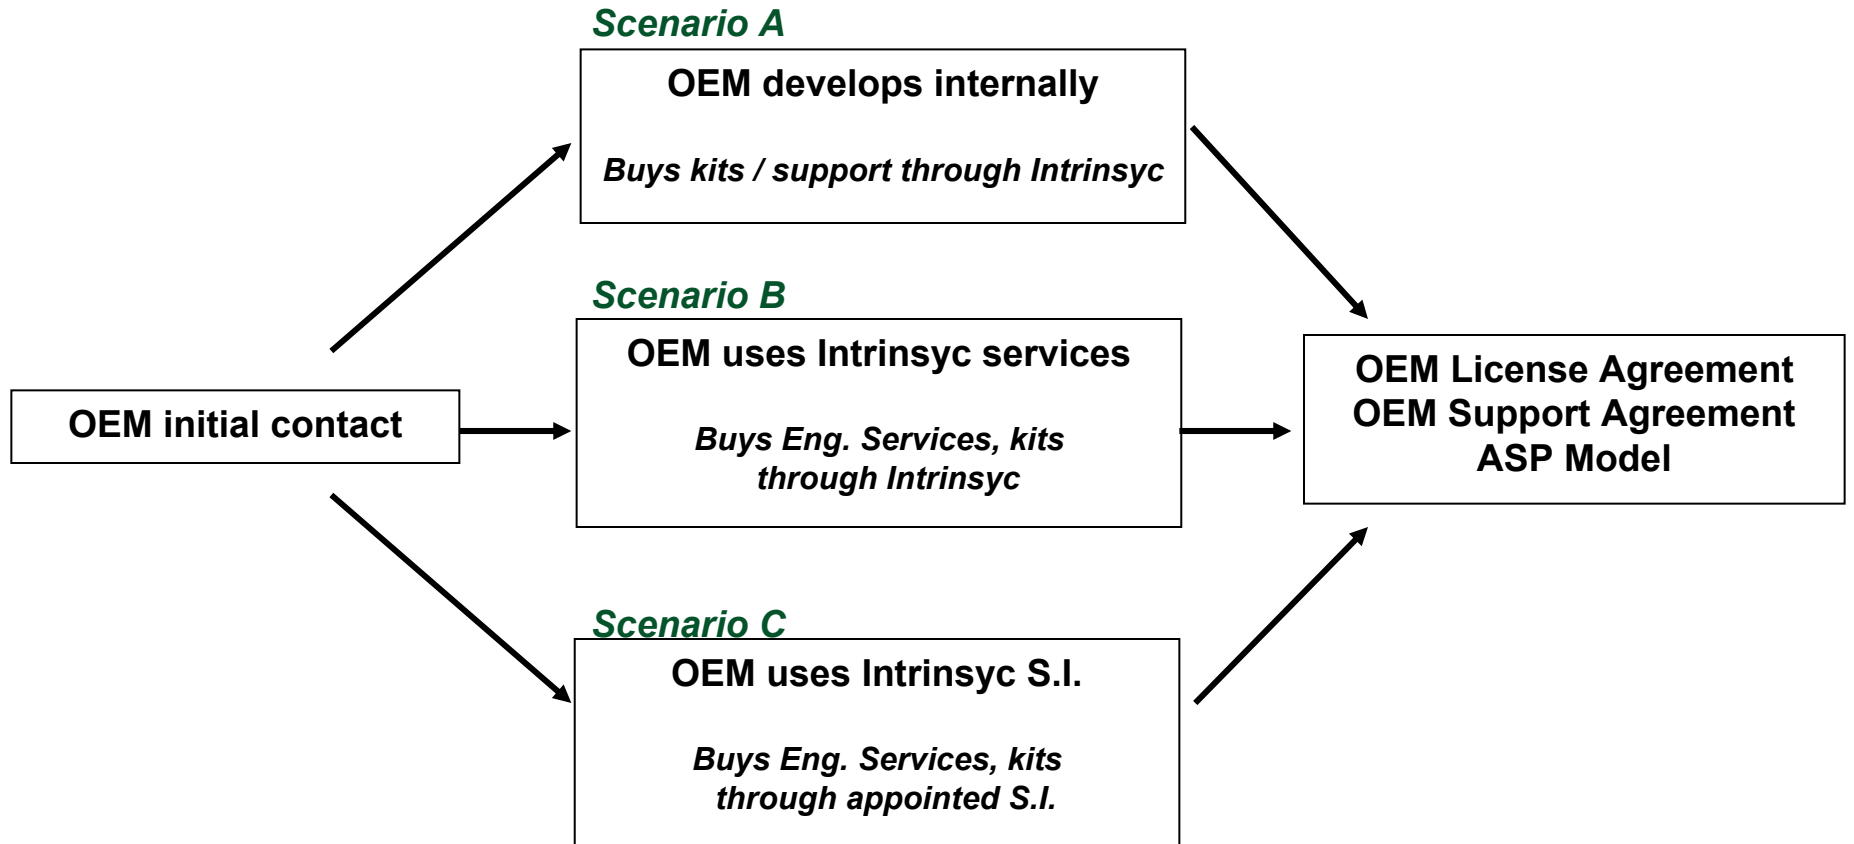 Scenario A
OEM develops internally
Buys kits / support through Intrinsyc
Scenario B
OEM uses Intrinsyc services
Buys Eng. Services, kits
through Intrinsyc
OEM initial contact
OEM License Agreement
OEM Support Agreement
ASP Model
Scenario C
OEM uses Intrinsyc S.I.
Buys Eng. Services, kits
through appointed S.I.